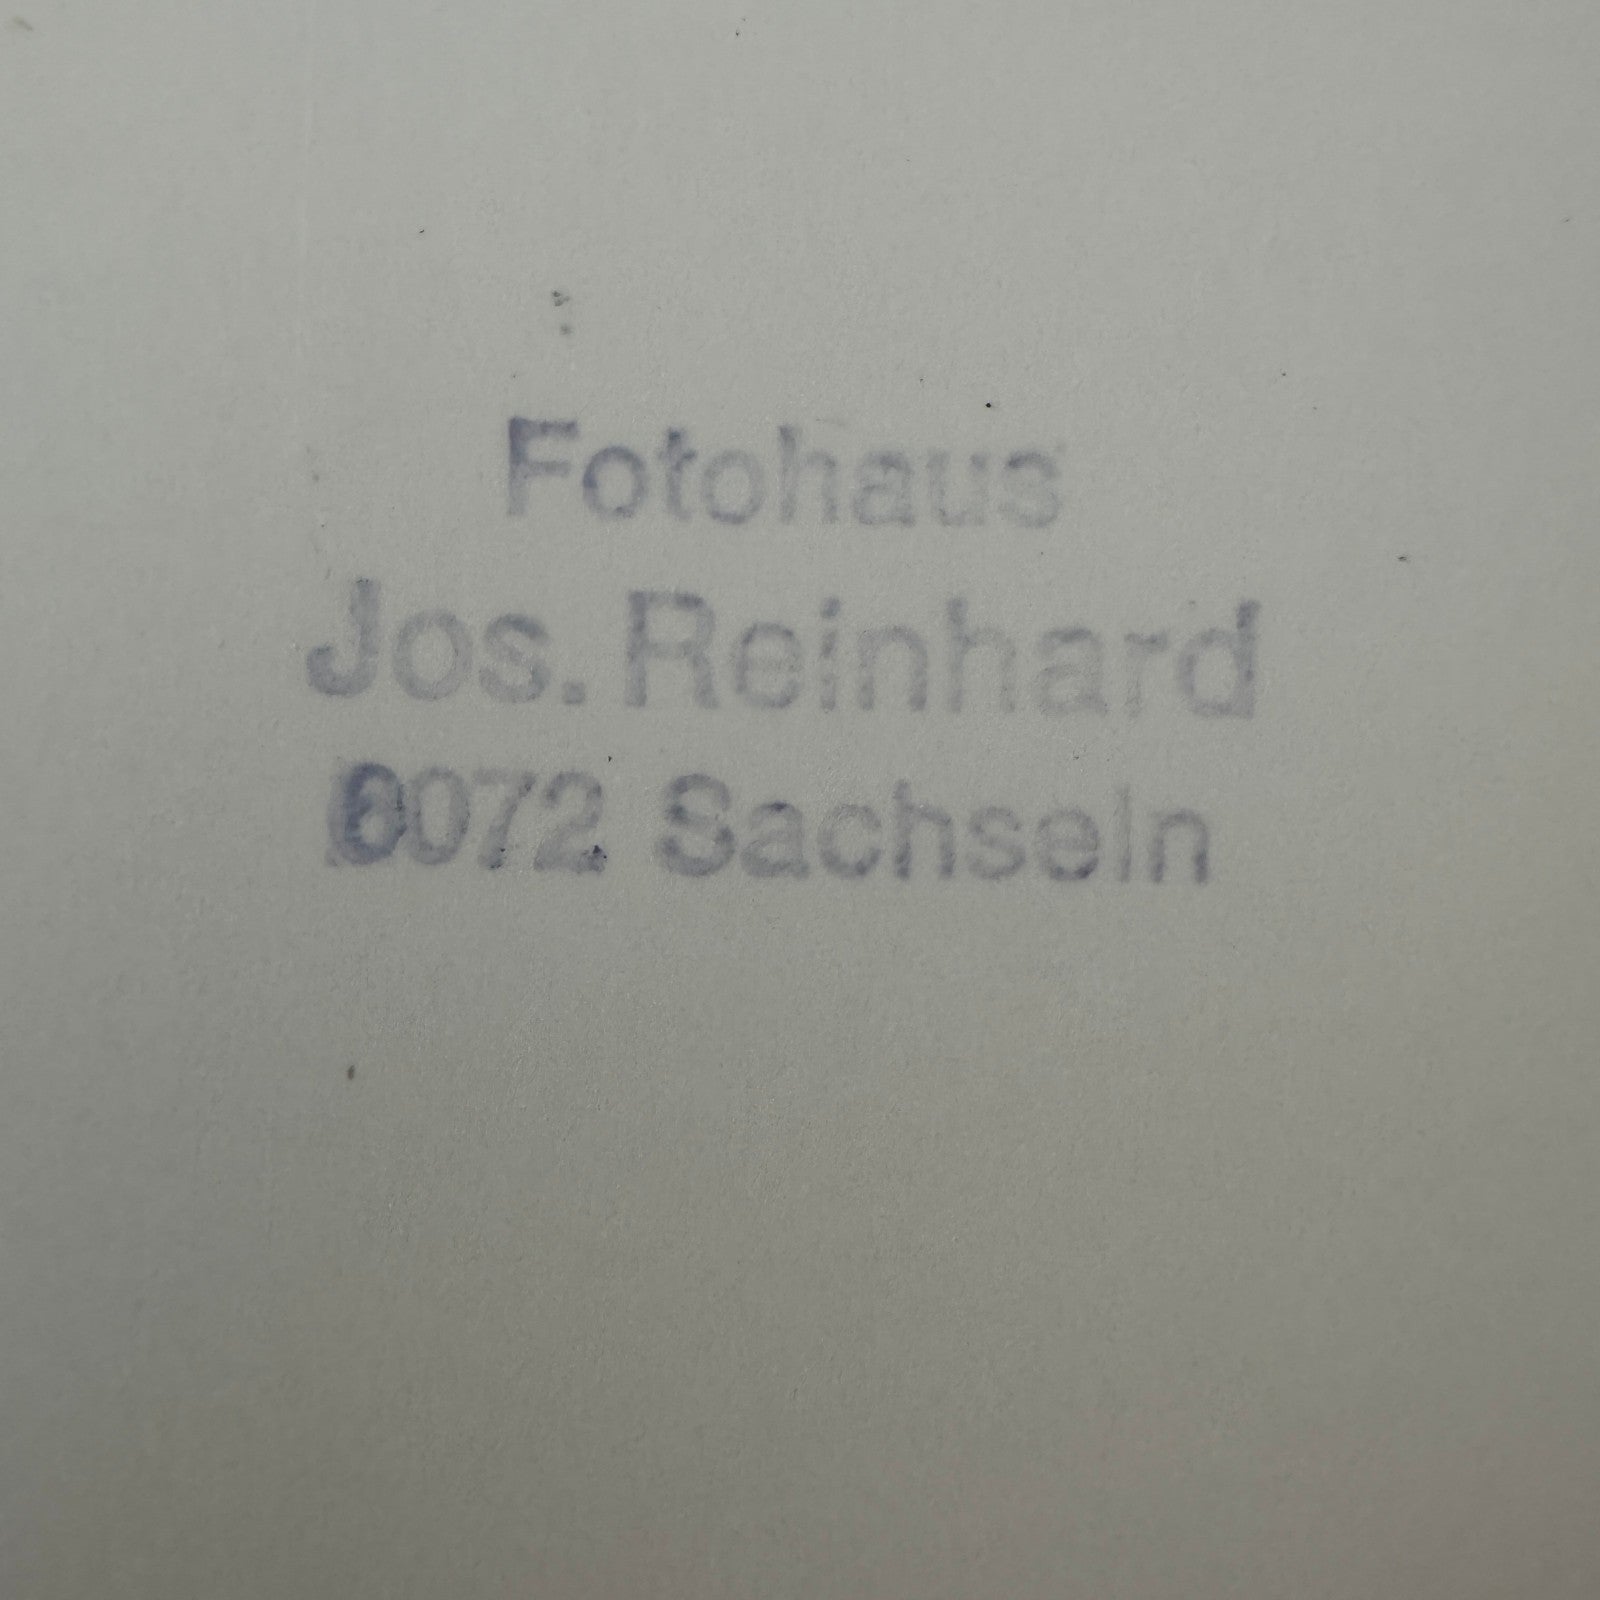 Fotohaus
Jos. Reinhard
6072 Sachseln